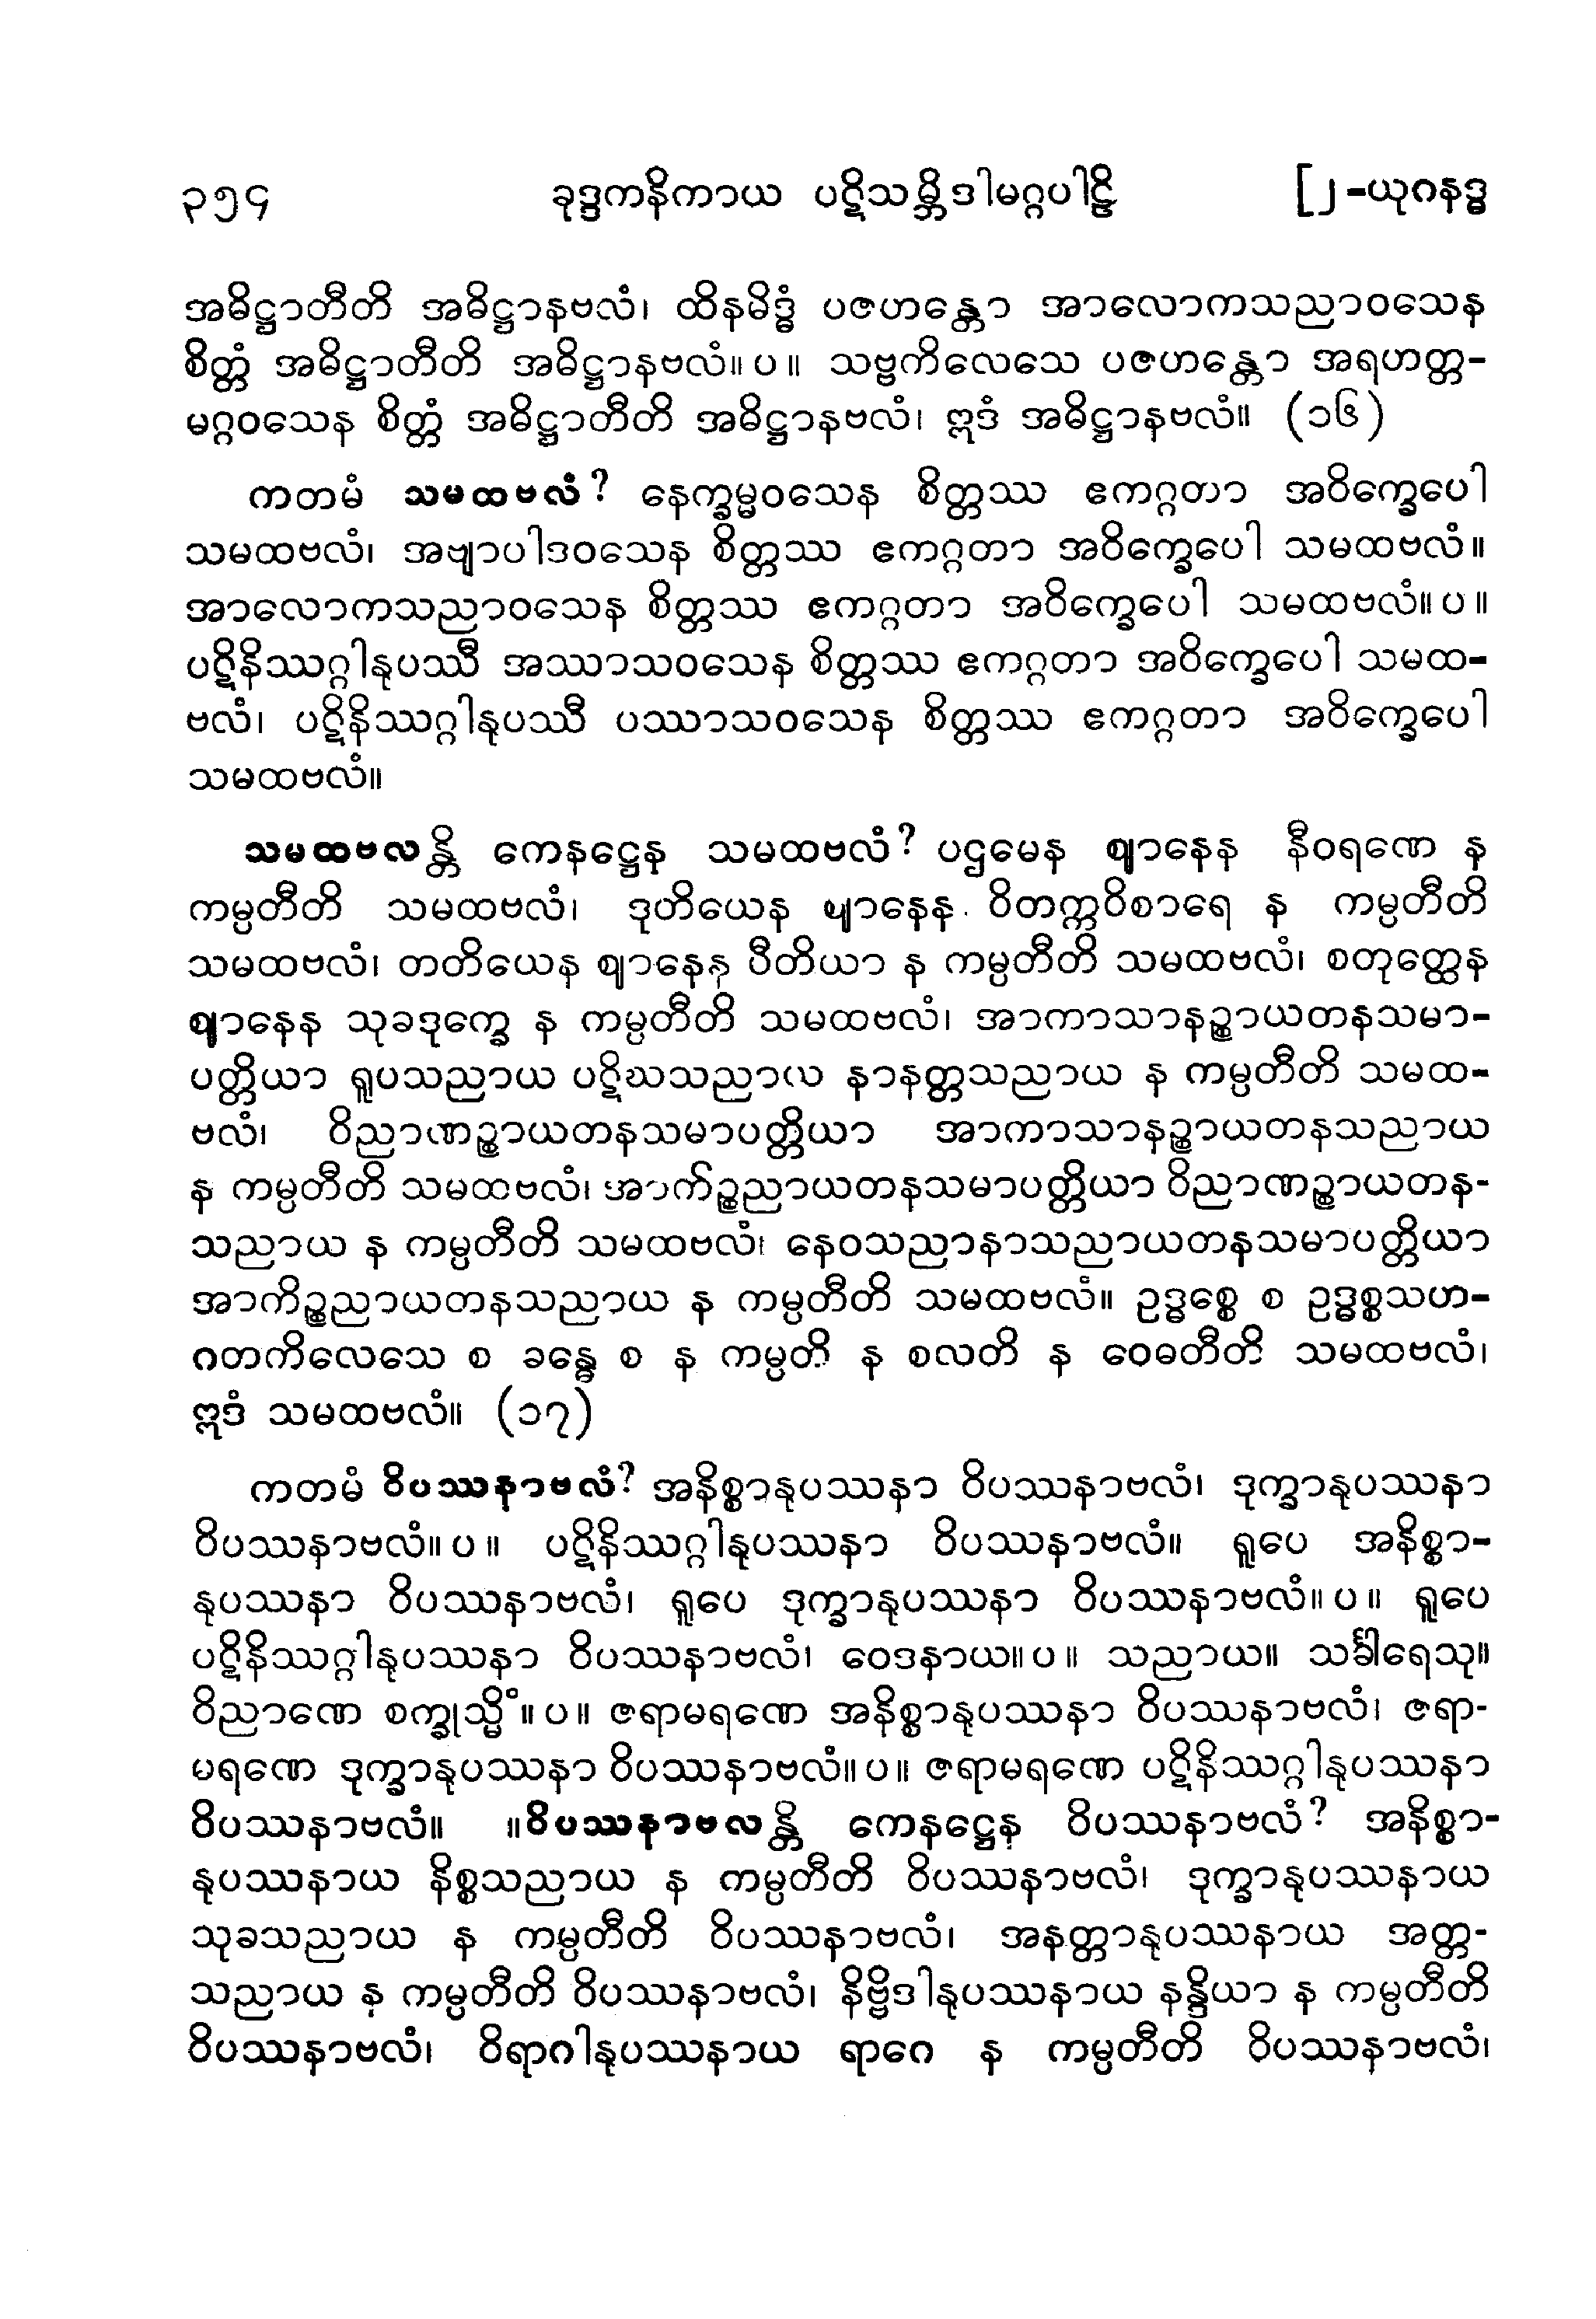 ၃၅၄ ခုဒ္ဒကနိကာယ ပဋိသမ္ဘိဒါမဂ္ဂပါဠိ [၂-ယုဂနဒ္ဓ
အဓိဋ္ဌာတီတိ အဓိဋ္ဌာနဗလံ၊ ထိနမိဒ္ဓံ ပဇဟန္တော အာလောကသညာဝသေန
စိတ္တံ အဓိဋ္ဌာတီတိ အဓိဋ္ဌာနဗလံ။ ပ ။ သဗ္ဗကိလေသေ ပဇဟန္တော အရဟတ္တ-
မဂ္ဂဝသေန စိတ္တံ အဓိဋ္ဌာတီတိ အဓိဋ္ဌာနဗလံ၊ ဣဒံ အဓိဋ္ဌာနဗလံ။ (၁၆)
ကတမံ သမထဗလံ? နေက္ခမ္မဝသေန စိတ္တဿ ဧကဂ္ဂတာ အဝိက္ခေပေါ
သမထဗလံ၊ အဗျာပါဒဝသေန စိတ္တဿ ဧကဂ္ဂတာ အဝိက္ခေပေါ သမထဗလံ။
အာလောကသညာဝသေန စိတ္တဿ ဧကဂ္ဂတာ အဝိက္ခေပေါ သမထဗလံ။ ပ ။
ပဋိနိဿဂ္ဂါနုပဿီ အဿာသဝသေန စိတ္တဿ ဧကဂ္ဂတာ အဝိက္ခေပေါ သမထ-
ဗလံ၊ ပဋိနိဿဂ္ဂါနုပဿီ ပဿာသဝသေန စိတ္တဿ ဧကဂ္ဂတာ အဝိက္ခေပေါ
သမထဗလံ။
သမထဗလန္တိ ကေနဋ္ဌေန သမထဗလံ? ပဌမေန ဈာနေန နီဝရဏေ န
ကမ္ပတီတိ သမထဗလံ၊ ဒုတိယေန ဈာနေန ဝိတက္ကဝိစာရေ န ကမ္ပတီတိ
သမထဗလံ၊ တတိယေန ဈာနေန ပီတိယာ န ကမ္ပတီတိ သမထဗလံ၊ စတုတ္ထေန
ဈာနေန သုခဒုက္ခေ န ကမ္ပတီတိ သမထဗလံ၊ အာကာသာနဉ္စာယတနသမာ-
ပတ္တိယာ ရူပသညာယ ပဋိဃသညာယ နာနတ္တသညာယ န ကမ္ပတီတိ သမထ-
ဗလံ၊ ဝိညာဏဉ္စာယတနသမာပတ္တိယာ အာကာသာနဉ္စာယတနသညာယ
န ကမ္ပတီတိ သမထဗလံ၊ အာကိဉ္စညာယတနသမာပတ္တိယာ ဝိညာဏဉ္စာယတန-
သညာယ န ကမ္ပတီတိ သမထဗလံ၊ နေဝသညာနာသညာယတနသမာပတ္တိယာ
အာကိဉ္စညာယတနသညာယ န ကမ္ပတီတိ သမထဗလံ။ ဥဒ္ဓစ္စေ စ ဥဒ္ဓစ္စသဟ-
ဂတကိလေသေ စ ခန္ဓေ စ န ကမ္ပတိ န စလတိ န ဝေဓတီတိ သမထဗလံ၊
ဣဒံ သမထဗလံ။ (၁၇)
ကတမံ ဝိပဿနာဗလံ? အနိစ္စာနုပဿနာ ဝိပဿနာဗလံ၊ ဒုက္ခာနုပဿနာ
ဝိပဿနာဗလံ။ ပ ။ ပဋိနိဿဂ္ဂါနုပဿနာ ဝိပဿနာဗလံ။ ရူပေ အနိစ္စာ-
နုပဿနာ ဝိပဿနာဗလံ၊ ရူပေ ဒုက္ခာနုပဿနာ ဝိပဿနာဗလံ။ ပ ။ ရူပေ
ပဋိနိဿဂ္ဂါနုပဿနာ ဝိပဿနာဗလံ၊ ဝေဒနာယ။ ပ ။ သညာယ။ သင်္ခါရေသု။
ဝိညာဏေ စက္ခုသ္မိံ။ ပ ။ ဇရာမရဏေ အနိစ္စာနုပဿနာ ဝိပဿနာဗလံ၊ ဇရာ-
မရဏေ ဒုက္ခာနုပဿနာ ဝိပဿနာဗလံ။ ပ ။ ဇရာမရဏေ ပဋိနိဿဂ္ဂါနုပဿနာ
ဝိပဿနာဗလံ။ ။ဝိပဿနာဗလန္တိ ကေနဋ္ဌေန ဝိပဿနာဗလံ? အနိစ္စာ-
နုပဿနာယ နိစ္စသညာယ န ကမ္ပတီတိ ဝိပဿနာဗလံ၊ ဒုက္ခာနုပဿနာယ
သုခသညာယ န ကမ္ပတီတိ ဝိပဿနာဗလံ၊ အနတ္တာနုပဿနာယ အတ္တ-
သညာယ န ကမ္ပတီတိ ဝိပဿနာဗလံ၊ နိဗ္ဗိဒါနုပဿနာယ နန္ဒိယာ န ကမ္ပတီတိ
ဝိပဿနာဗလံ၊ ဝိရာဂါနုပဿနာယ ရာဂေ န ကမ္ပတီတိ ဝိပဿနာဗလံ၊